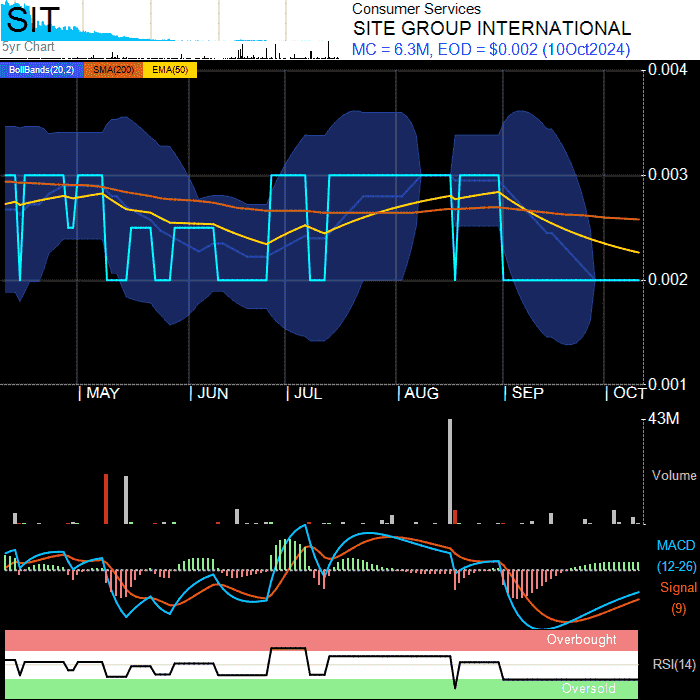 SIT
5yr Chart
Consumer Services
SITE GROUP INTERNATIONAL
MC = 6.3M, EOD = $0.002 (10Oct2024)
BollBands(20,2) SMA(200) EMA(50)
0.004
0.003
0.002
0.001
| MAY | JUN | JUL | AUG | SEP | OCT
43M
Volume
MACD
(12-26)
Signal
(9)
Overbought
RSI(14)
Oversold